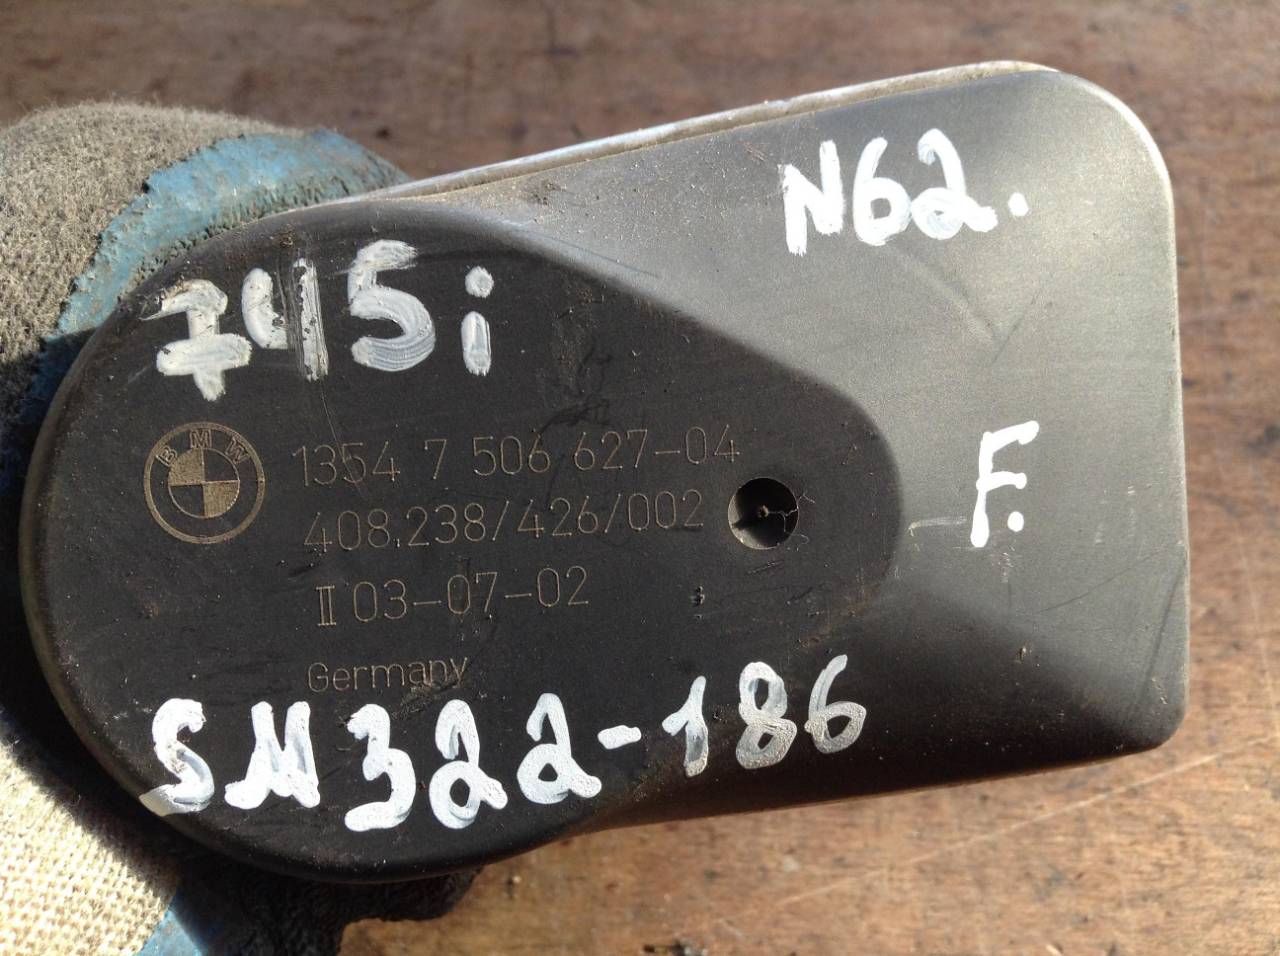 N62.
745i
BMW
1354 7 506 627-04
F.
408.238/426/002
II 03-07-02
Germany
SM322-186